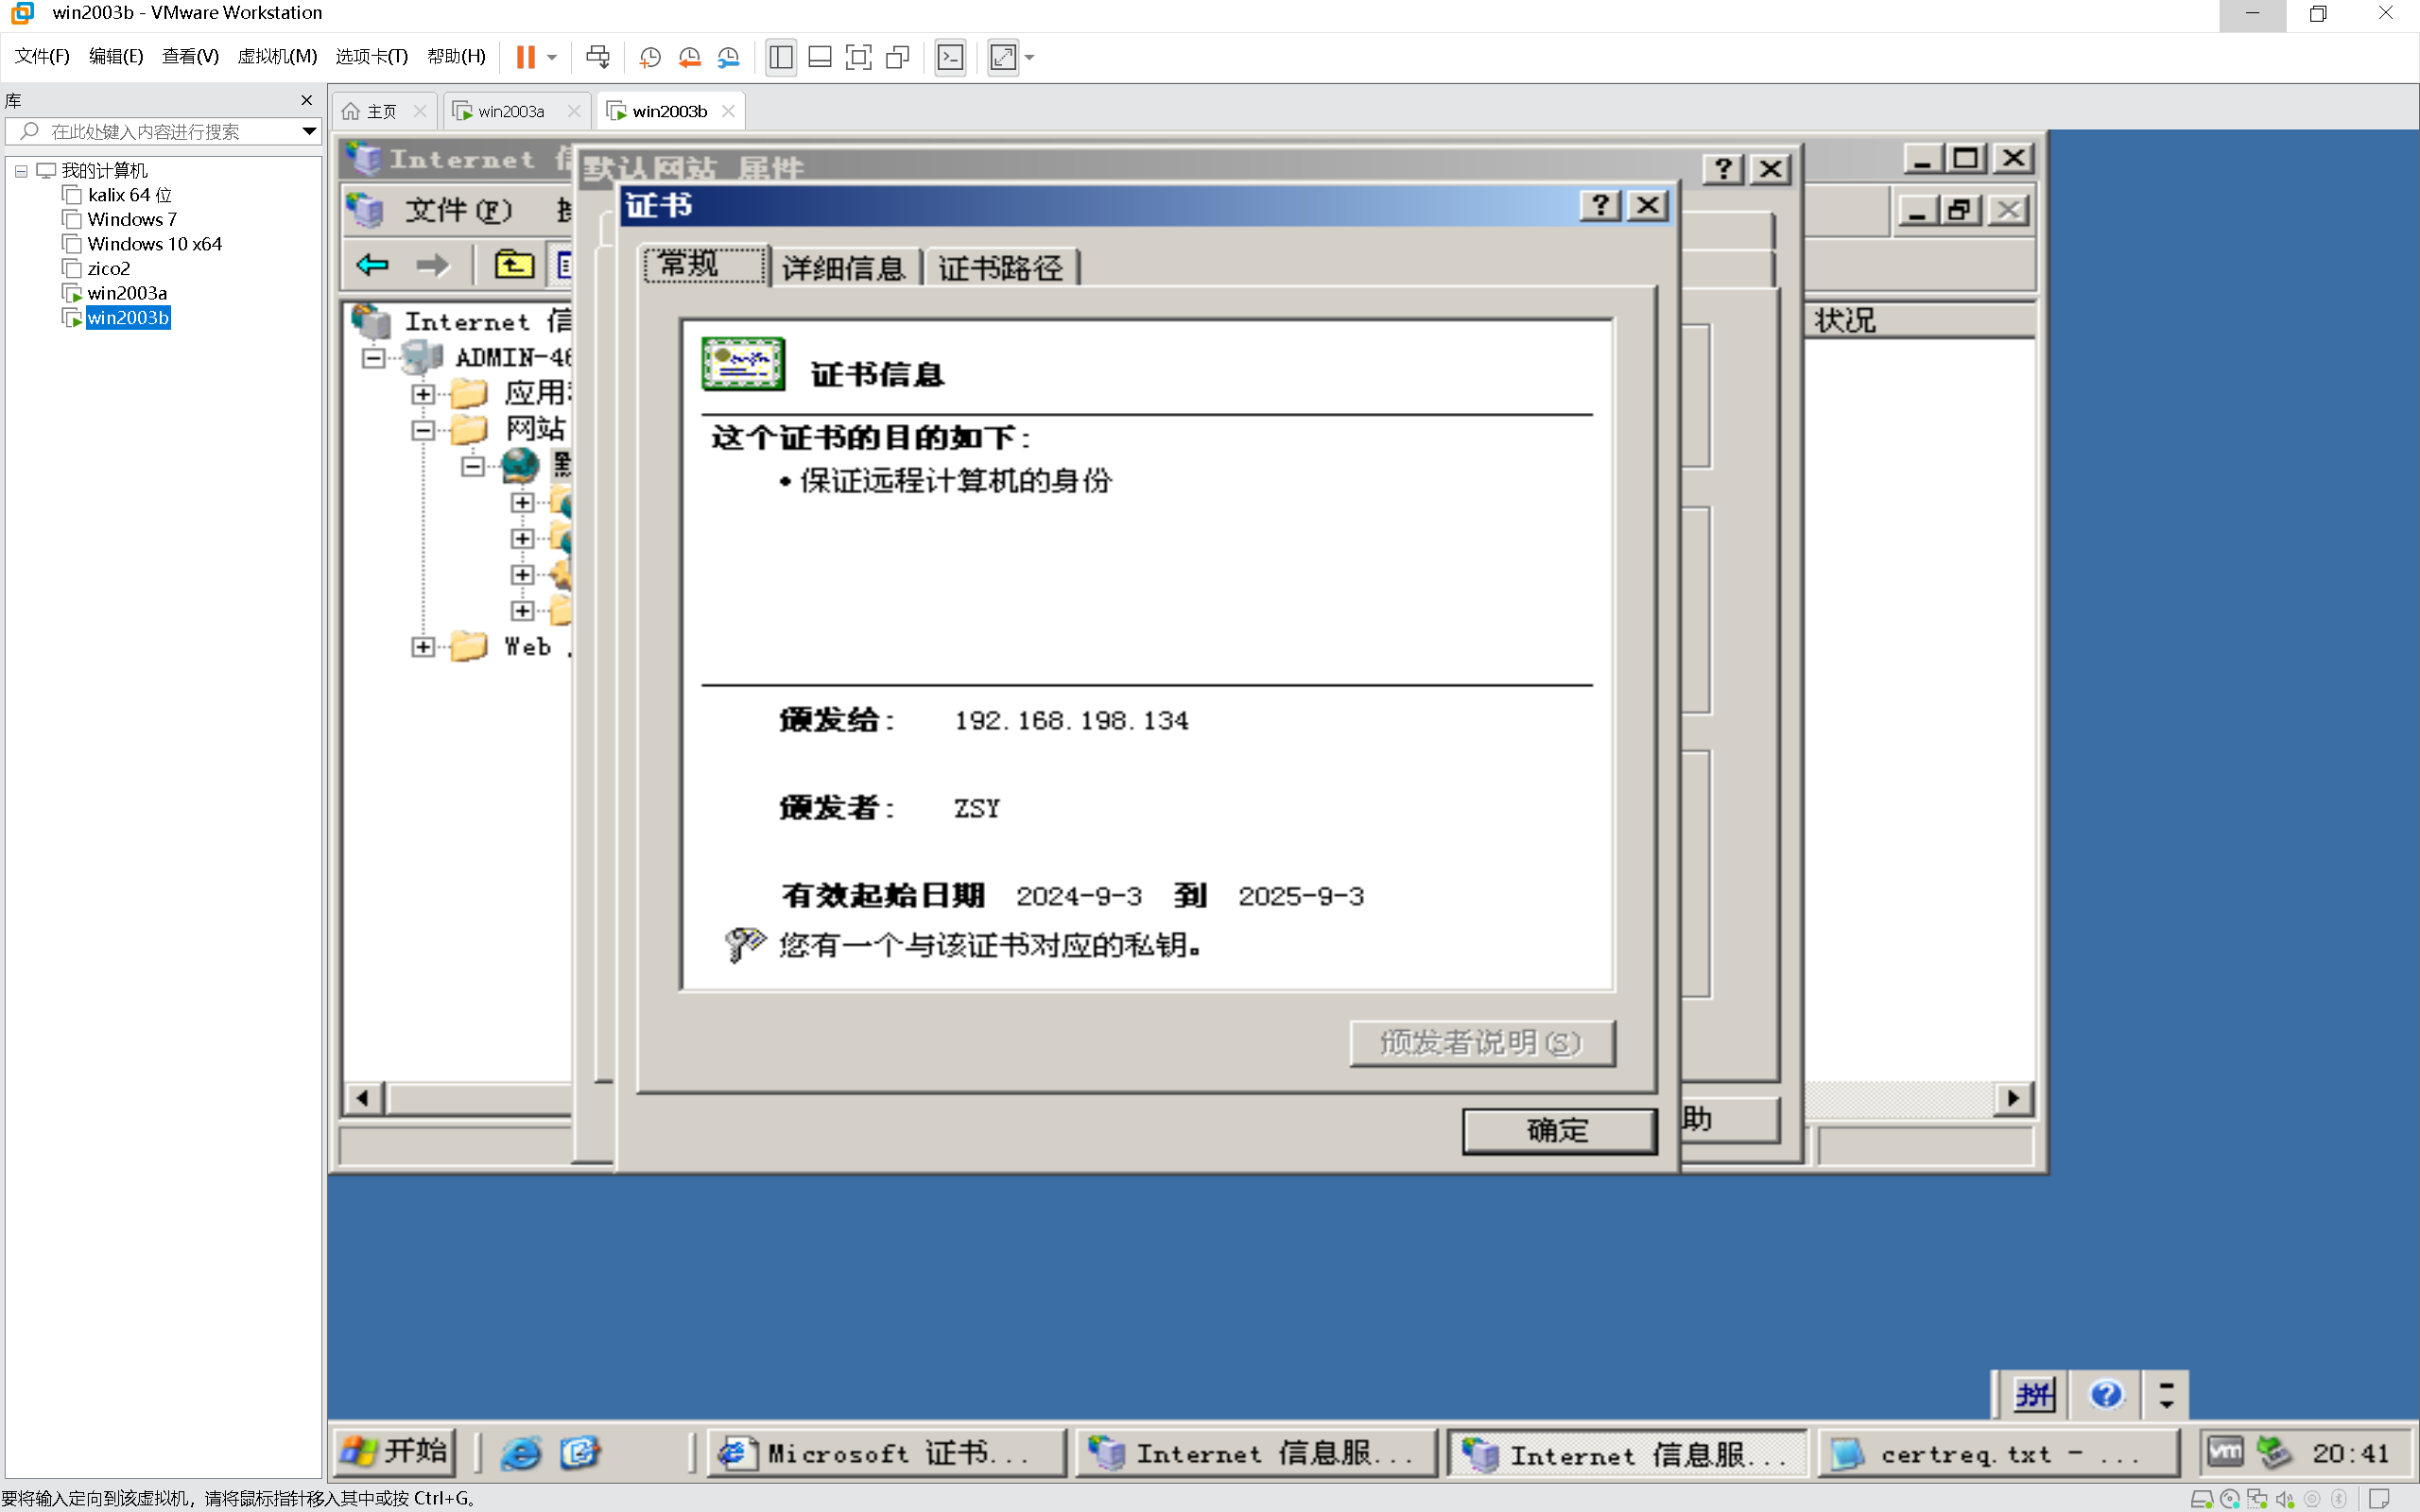 win2003b - VMware Workstation
文件(F) 编辑(E) 查看(V) 虚拟机(M) 选项卡(T) 帮助(H)
库
在此处键入内容进行搜索
我的计算机
kalix 64 位
Windows 7
Windows 10 x64
zico2
win2003a
win2003b
主页 win2003a win2003b
Internet
默认网站 属性
证书
文件(F)
常规 详细信息 证书路径
Internet 信
ADMIN-46
应用
网站
Web
状况
证书信息
这个证书的目的如下:
•保证远程计算机的身份
颁发给: 192.168.198.134
颁发者: ZSY
有效起始日期 2024-9-3 到 2025-9-3
您有一个与该证书对应的私钥。
颁发者说明(S)
确定
助
拼
开始 Microsoft 证书... Internet 信息服... Internet 信息服... certreq.txt - ... vm 20:41
要将输入定向到该虚拟机，请将鼠标指针移入其中或按 Ctrl+G。